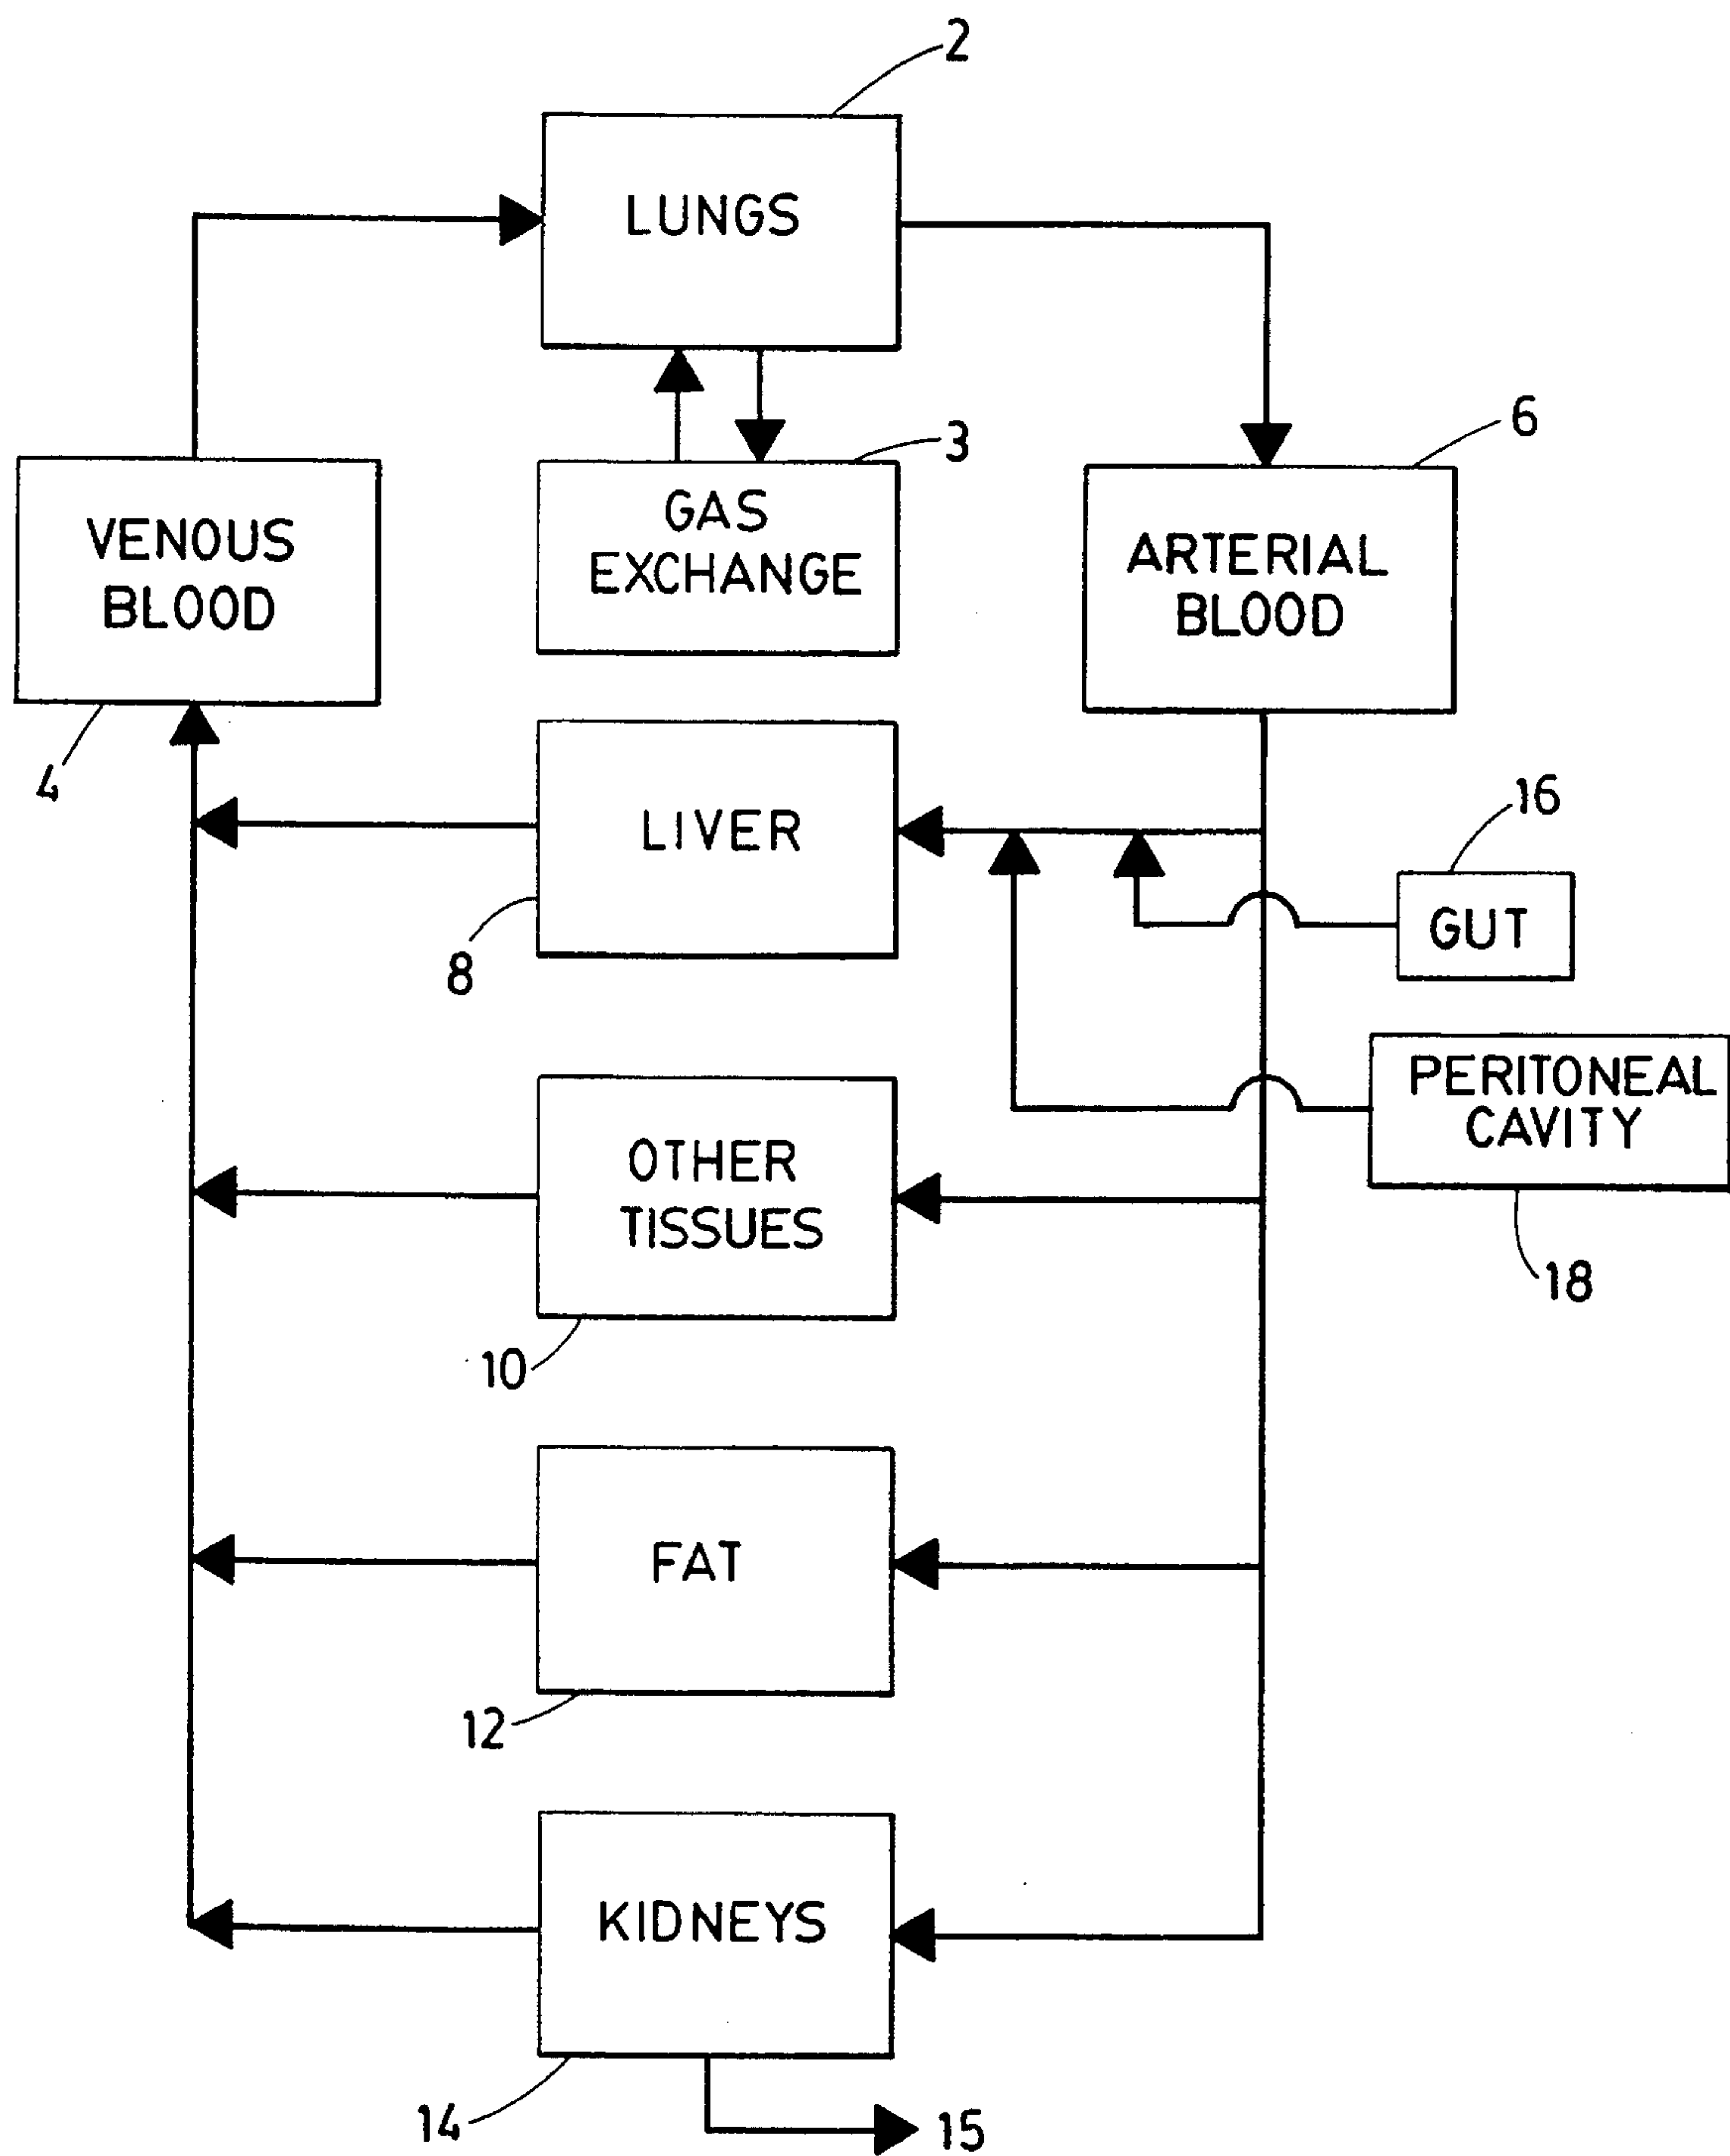 2
LUNGS
3
GAS
EXCHANGE
6
VENOUS
BLOOD
4
ARTERIAL
BLOOD
16
GUT
LIVER
8
PERITONEAL
CAVITY
18
OTHER
TISSUES
10
FAT
12
KIDNEYS
14
15